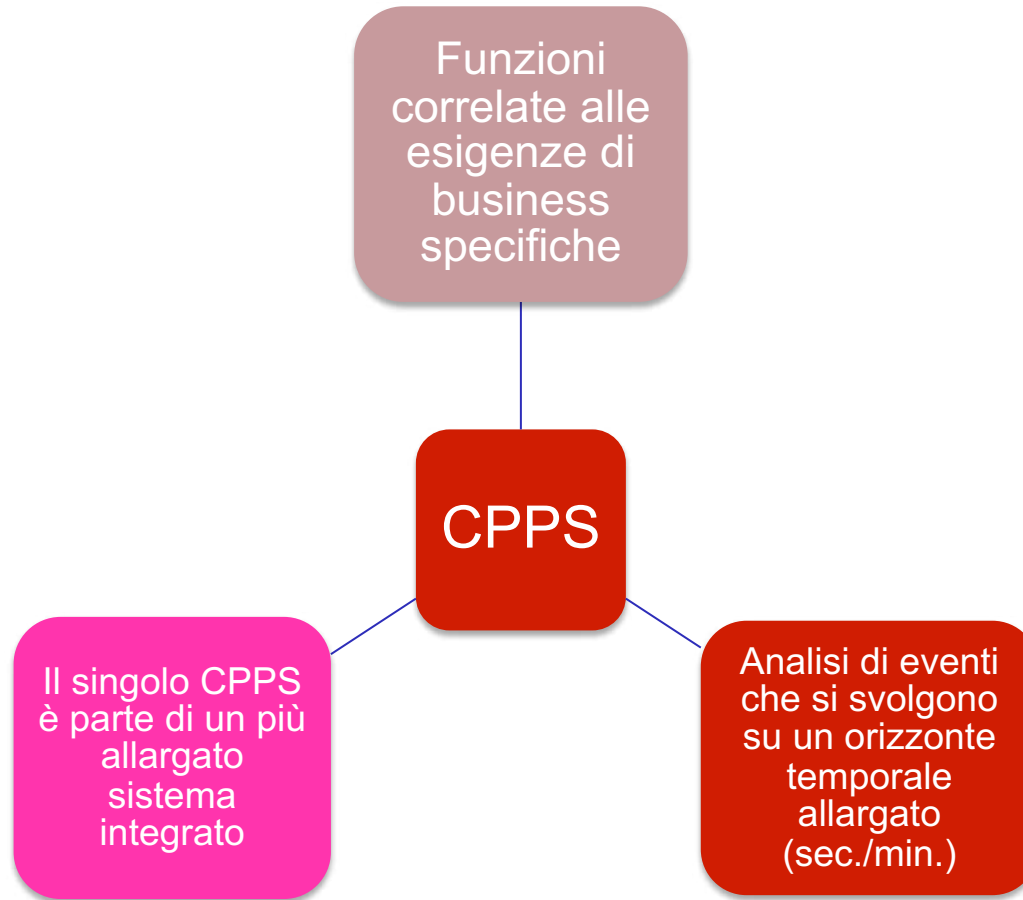 Funzioni
correlate alle
esigenze di
business
specifiche
CPPS
Il singolo CPPS
è parte di un più
allargato
sistema
integrato
Analisi di eventi
che si svolgono
su un orizzonte
temporale
allargato
(sec./min.)